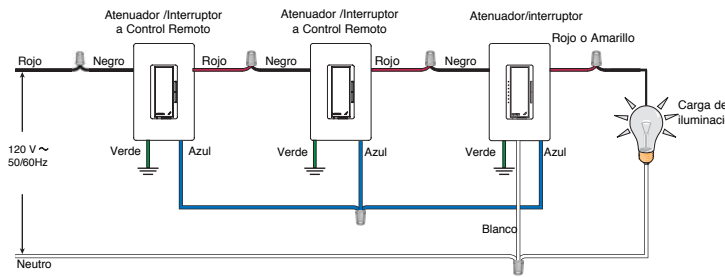 Atenuador /Interruptor
a Control Remoto
Atenuador /Interruptor
a Control Remoto
Atenuador/interruptor
Rojo
Negro
Rojo
Negro
Rojo
Negro
Rojo o Amarillo
Carga de
iluminaci
120 V ~
50/60Hz
Verde
Azul
Verde
Azul
Verde
Azul
Blanco
Neutro